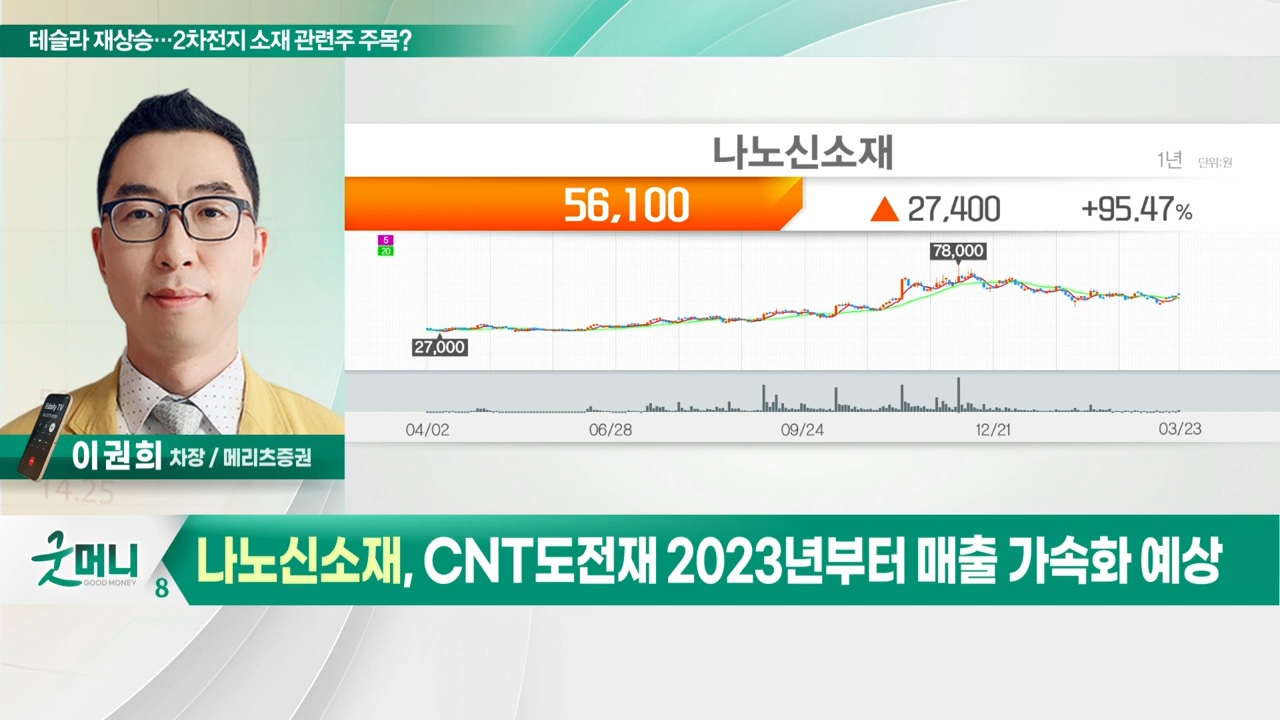 테슬라 재상승…2차전지 소재 관련주 주목?
나노신소재
1년 단위:원
56,100 ▲ 27,400 +95.47%
5
20
78,000
27,000
04/02 06/28 09/24 12/21 03/23
Edaily TV
이권희 차장 / 메리츠증권
14.25
굿머니
GOOD MONEY
8
나노신소재, CNT도전재 2023년부터 매출 가속화 예상